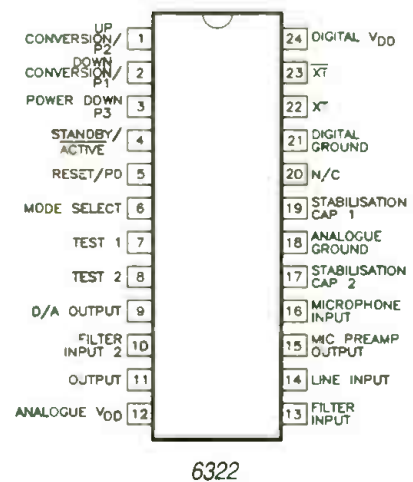 UP
CONVERSION/
P2
1
DOWN
CONVERSION/
P1
2
POWER DOWN
P3
3
STANDBY/
ACTIVE
4
RESET/PD 5
MODE SELECT 6
TEST 1 7
TEST 2 8
D/A OUTPUT 9
FILTER
INPUT 2
10
OUTPUT 11
ANALOGUE VDD 12
24 DIGITAL VDD
23 XT
22
21 DIGITAL
GROUND
20 N/C
19 STABILISATION
CAP 1
18 ANALOGUE
GROUND
17 STABILISATION
CAP 2
16 MICROPHONE
INPUT
15 MIC PREAMP
OUTPUT
14 LINE INPUT
13 FILTER
INPUT
6322